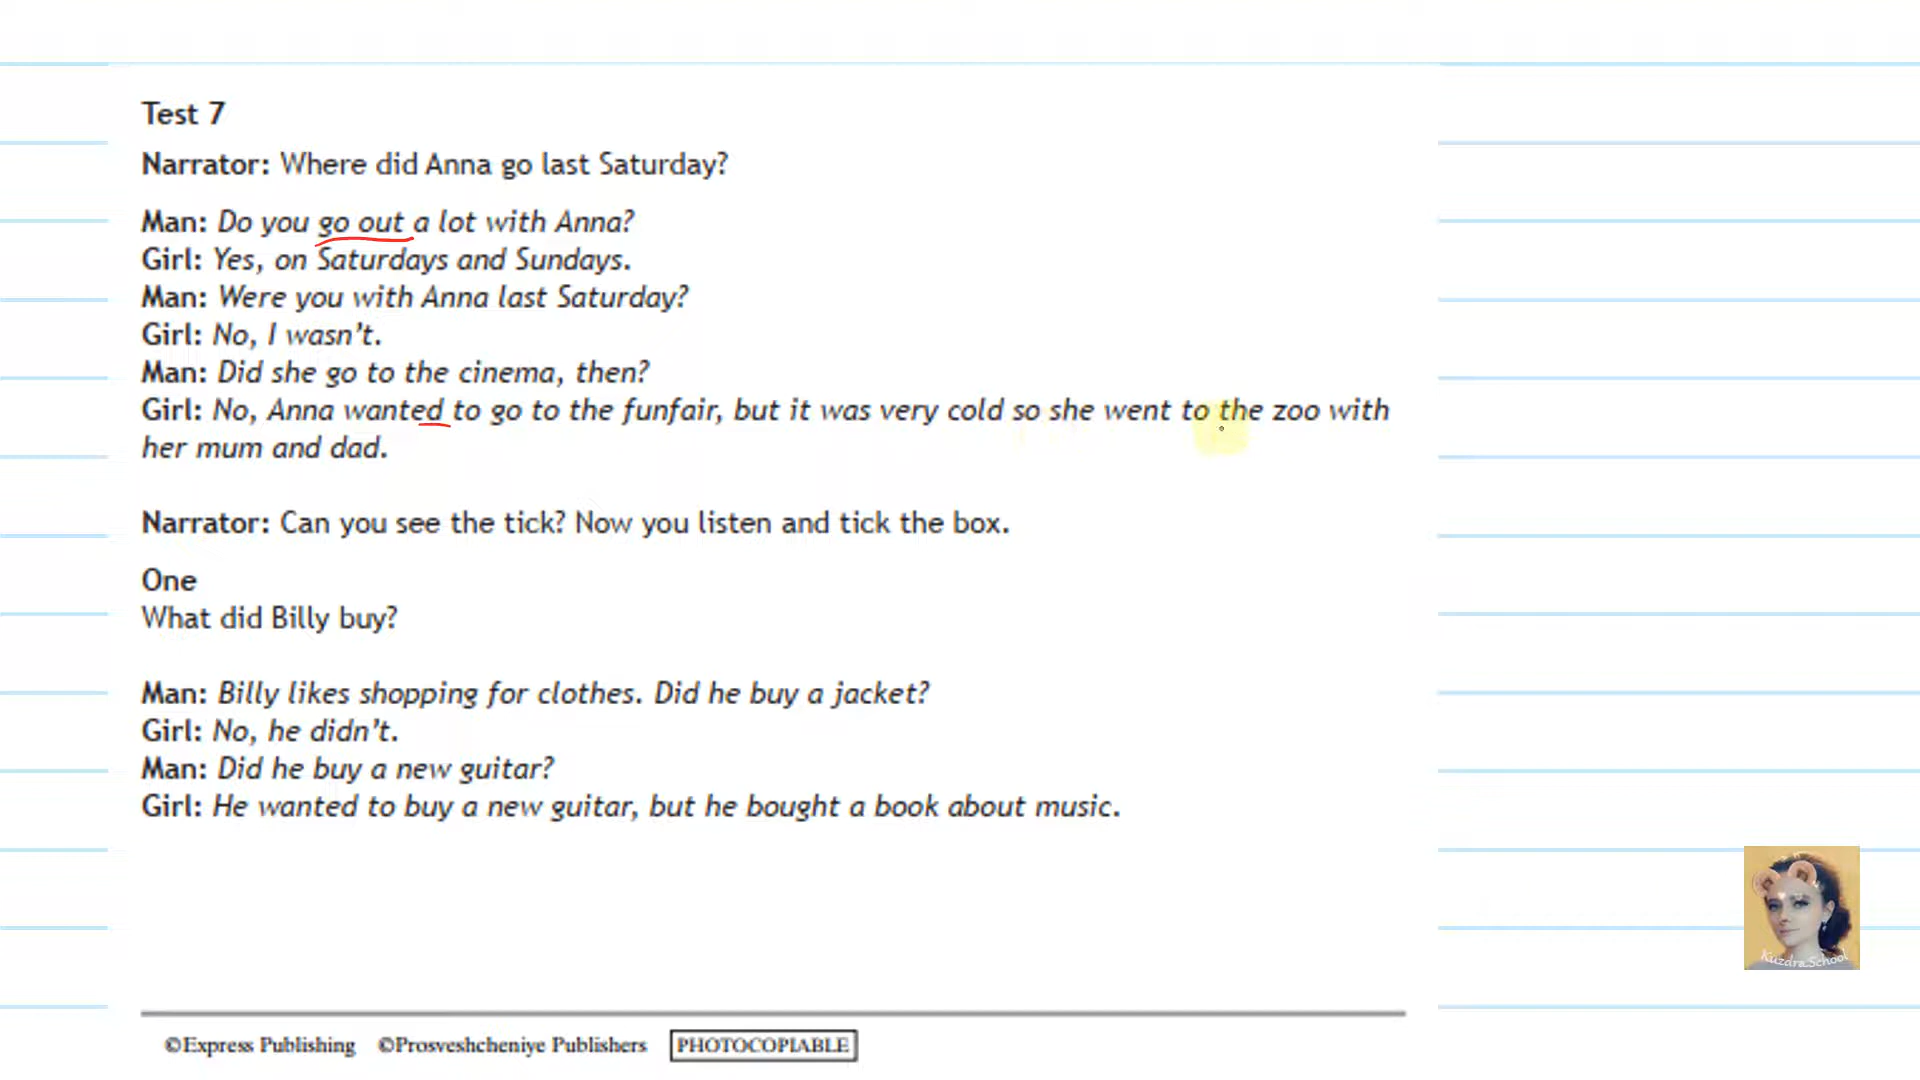 Test 7
Narrator: Where did Anna go last Saturday?
Man: Do you go out a lot with Anna?
Girl: Yes, on Saturdays and Sundays.
Man: Were you with Anna last Saturday?
Girl: No, I wasn't.
Man: Did she go to the cinema, then?
Girl: No, Anna wanted to go to the funfair, but it was very cold so she went to the zoo with
her mum and dad.
Narrator: Can you see the tick? Now you listen and tick the box.
One
What did Billy buy?
Man: Billy likes shopping for clothes. Did he buy a jacket?
Girl: No, he didn't.
Man: Did he buy a new guitar?
Girl: He wanted to buy a new guitar, but he bought a book about music.
Kuzdra.School
©Express Publishing ©Prosveshcheniye Publishers PHOTOCOPIABLE